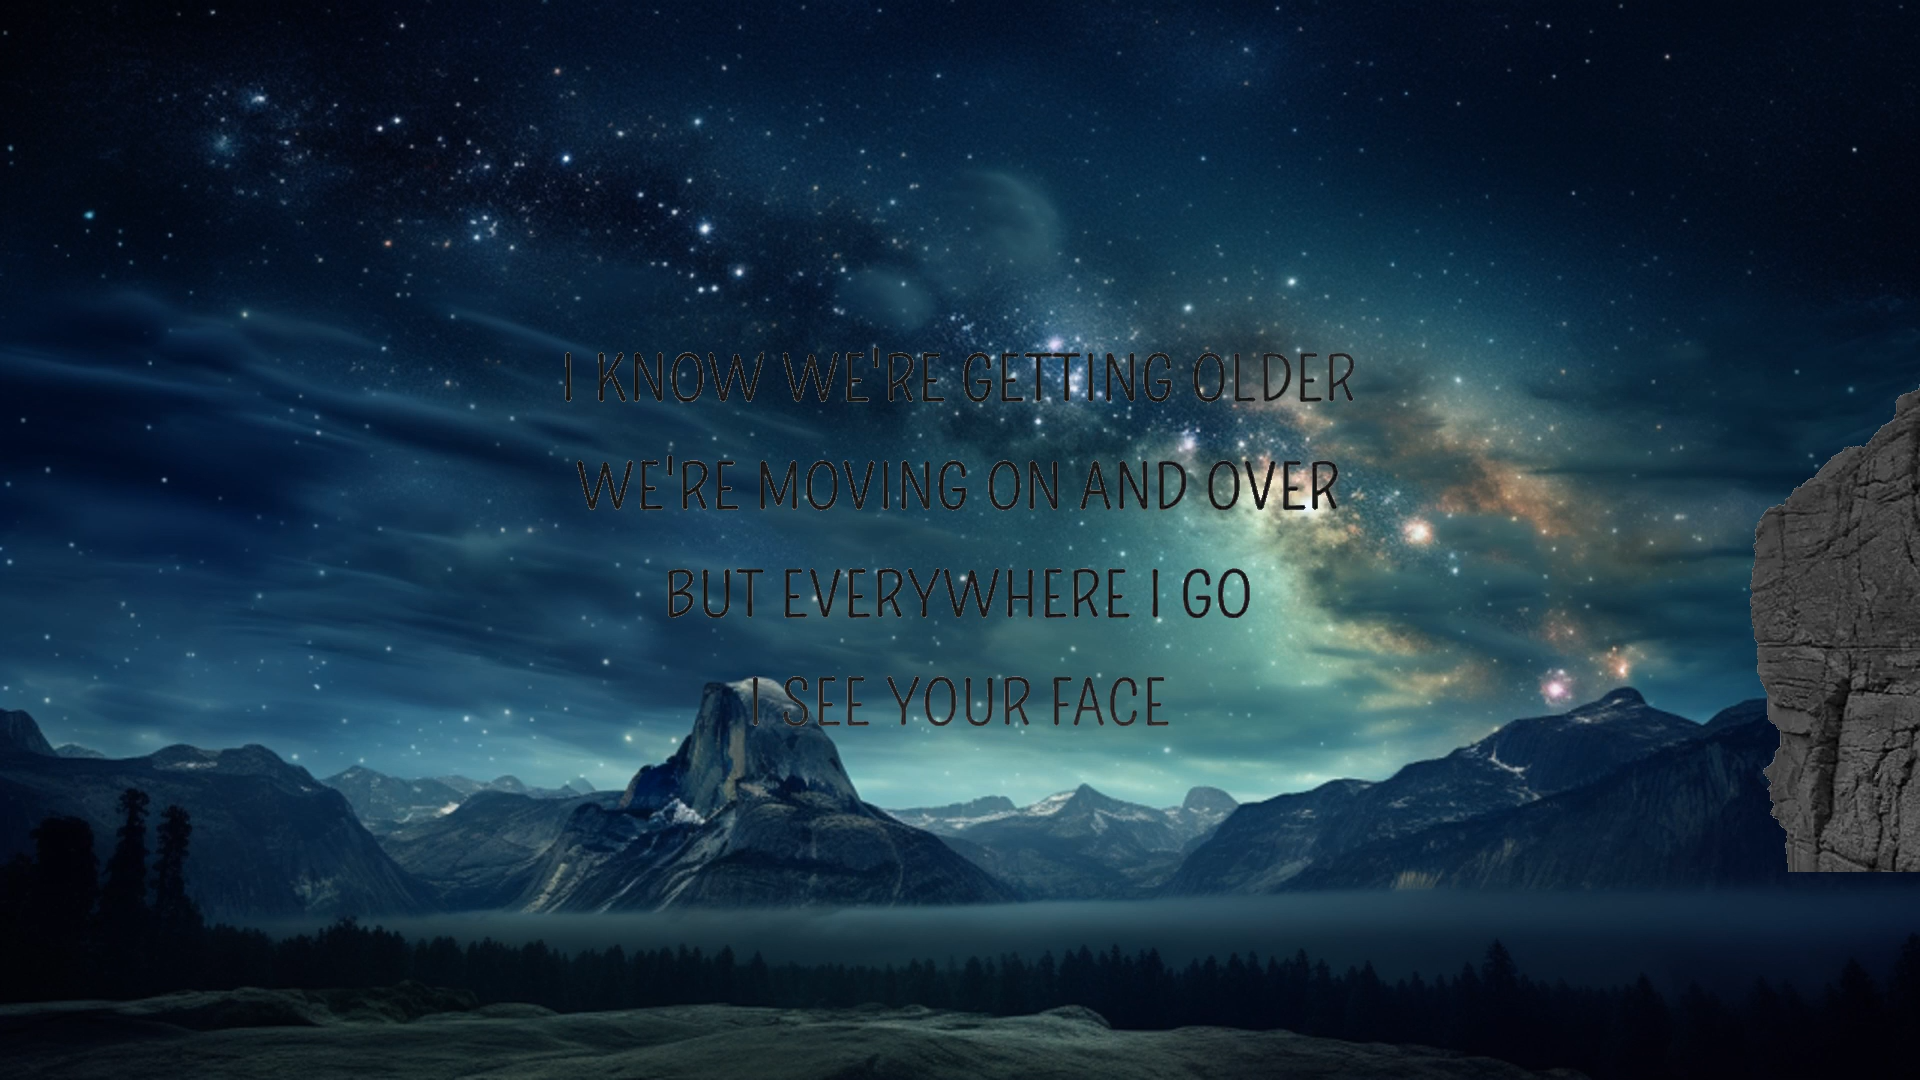 I KNOW WE'RE GETTING OLDER
WE'RE MOVING ON AND OVER
BUT EVERYWHERE I GO
I SEE YOUR FACE